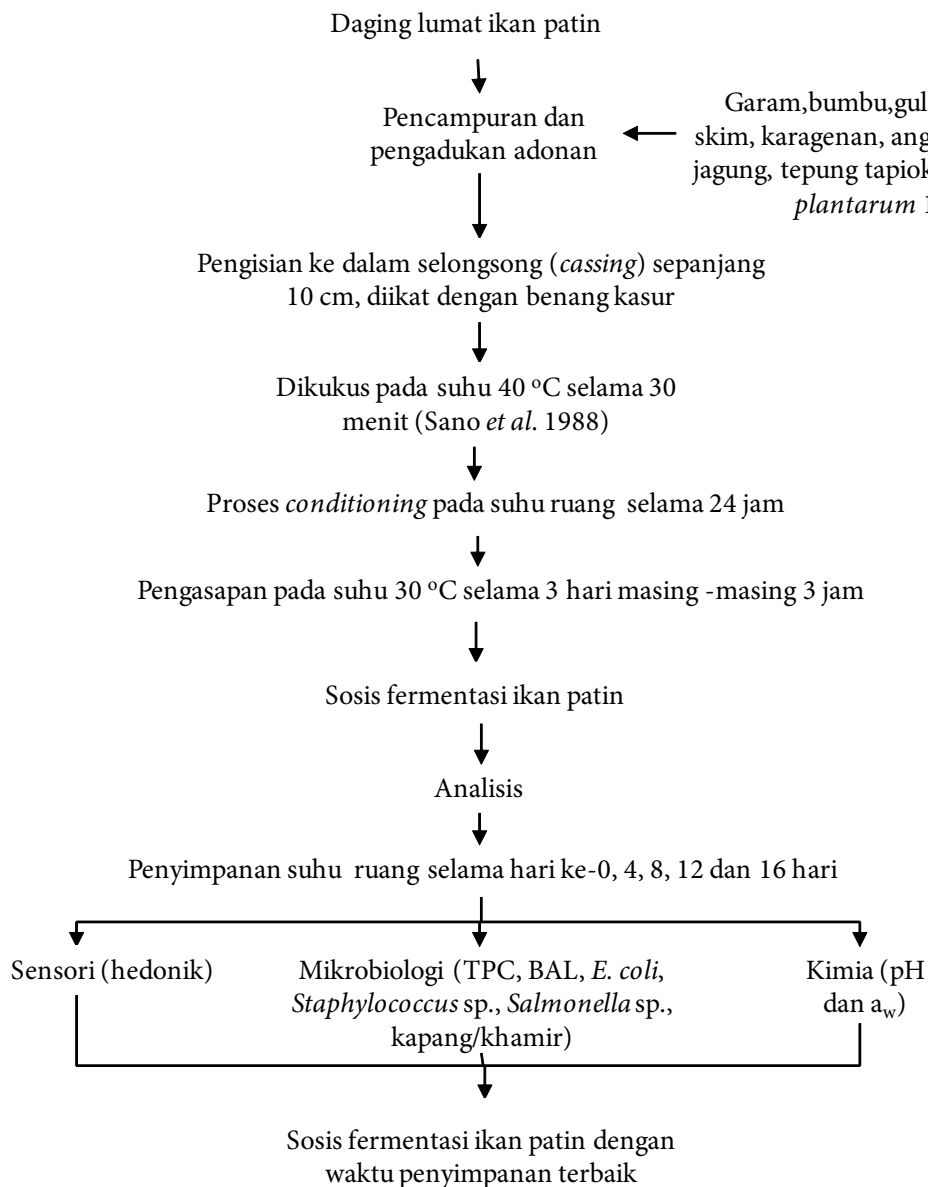 Daging lumat ikan patin
Pencampuran dan
pengadukan adonan
Garam,bumbu,gul
skim, karagenan, ang
jagung, tepung tapiok
plantarum 1
Pengisian ke dalam selongsong (cassing) sepanjang
10 cm, diikat dengan benang kasur
Dikukus pada suhu 40 °C selama 30
menit (Sano et al. 1988)
Proses conditioning pada suhu ruang selama 24 jam
Pengasapan pada suhu 30 °C selama 3 hari masing -masing 3 jam
Sosis fermentasi ikan patin
Analisis
Penyimpanan suhu ruang selama hari ke-0, 4, 8, 12 dan 16 hari
Sensori (hedonik)
Mikrobiologi (TPC, BAL, E. coli,
Staphylococcus sp., Salmonella sp.,
kapang/khamir)
Kimia (pH
dan aw)
Sosis fermentasi ikan patin dengan
waktu penyimpanan terbaik